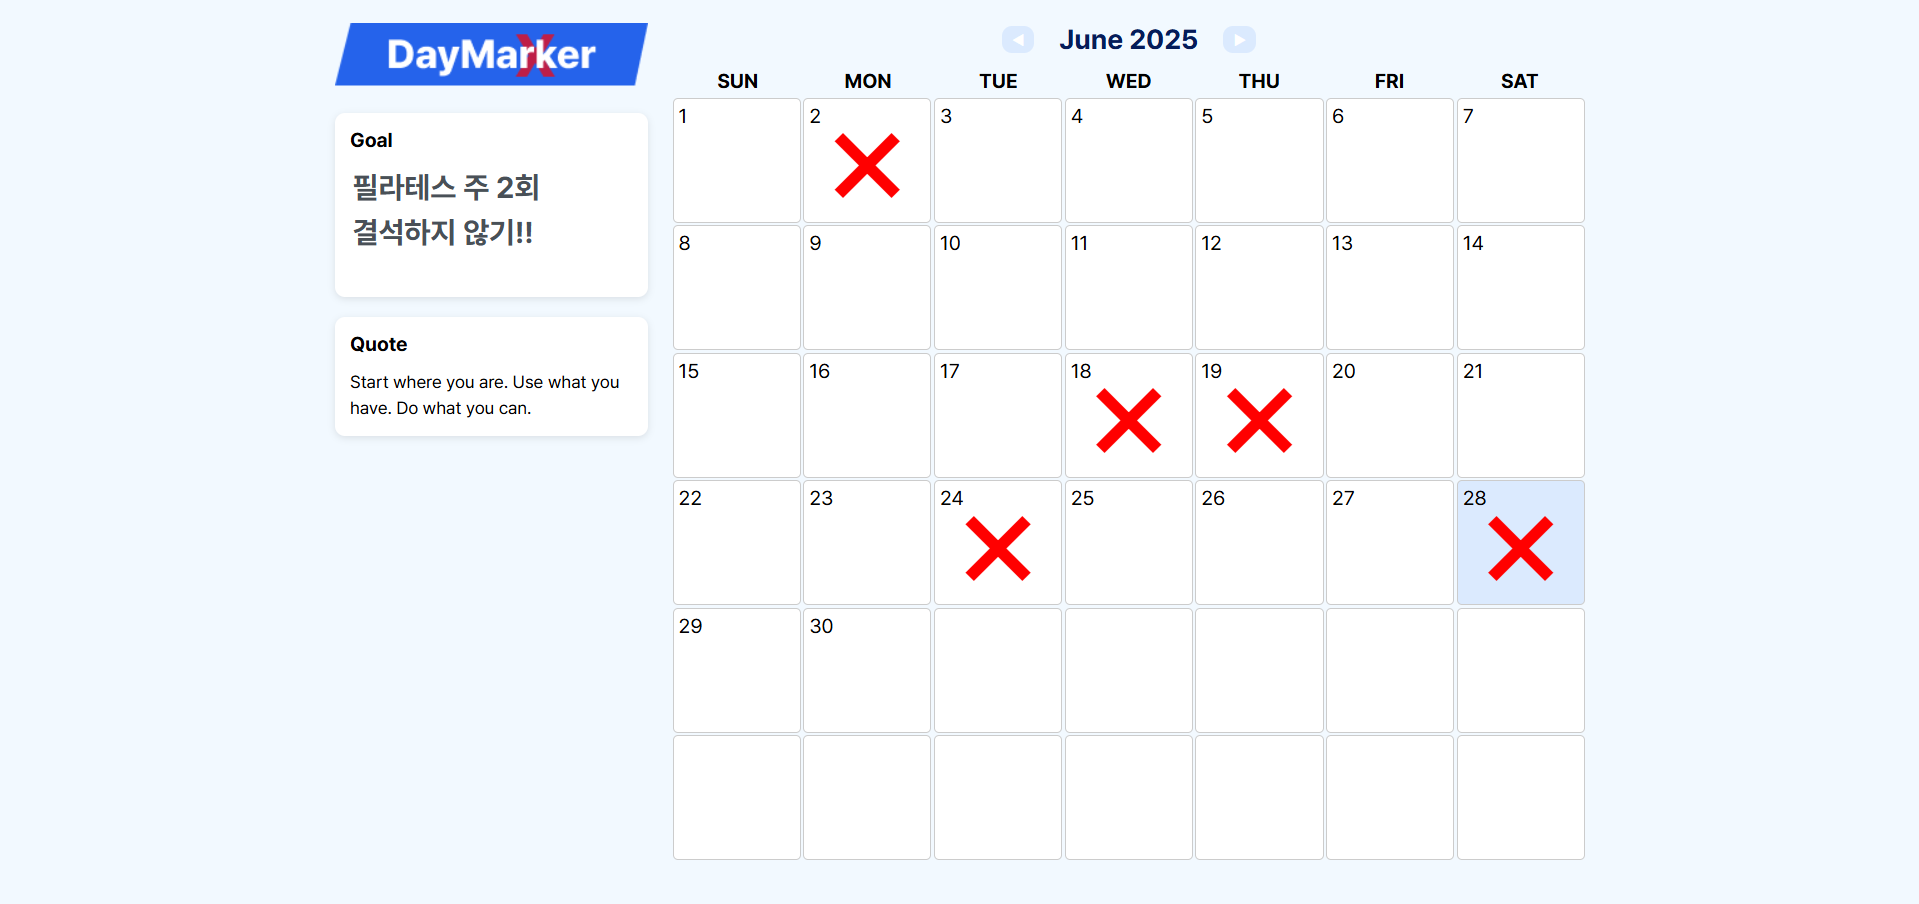 DayMarker
Goal
필라테스 주 2회
결석하지 않기!!
Quote
Start where you are. Use what you
have. Do what you can.
June 2025
SUN MON TUE WED THU FRI SAT
1 2 3 4 5 6 7
8 9 10 11 12 13 14
15 16 17 18 19 20 21
22 23 24 25 26 27 28
29 30